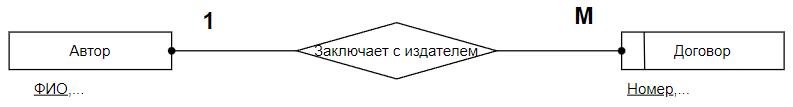 1
M
Автор
Заключает с издателем
Договор
ФИО,...
Номер,...